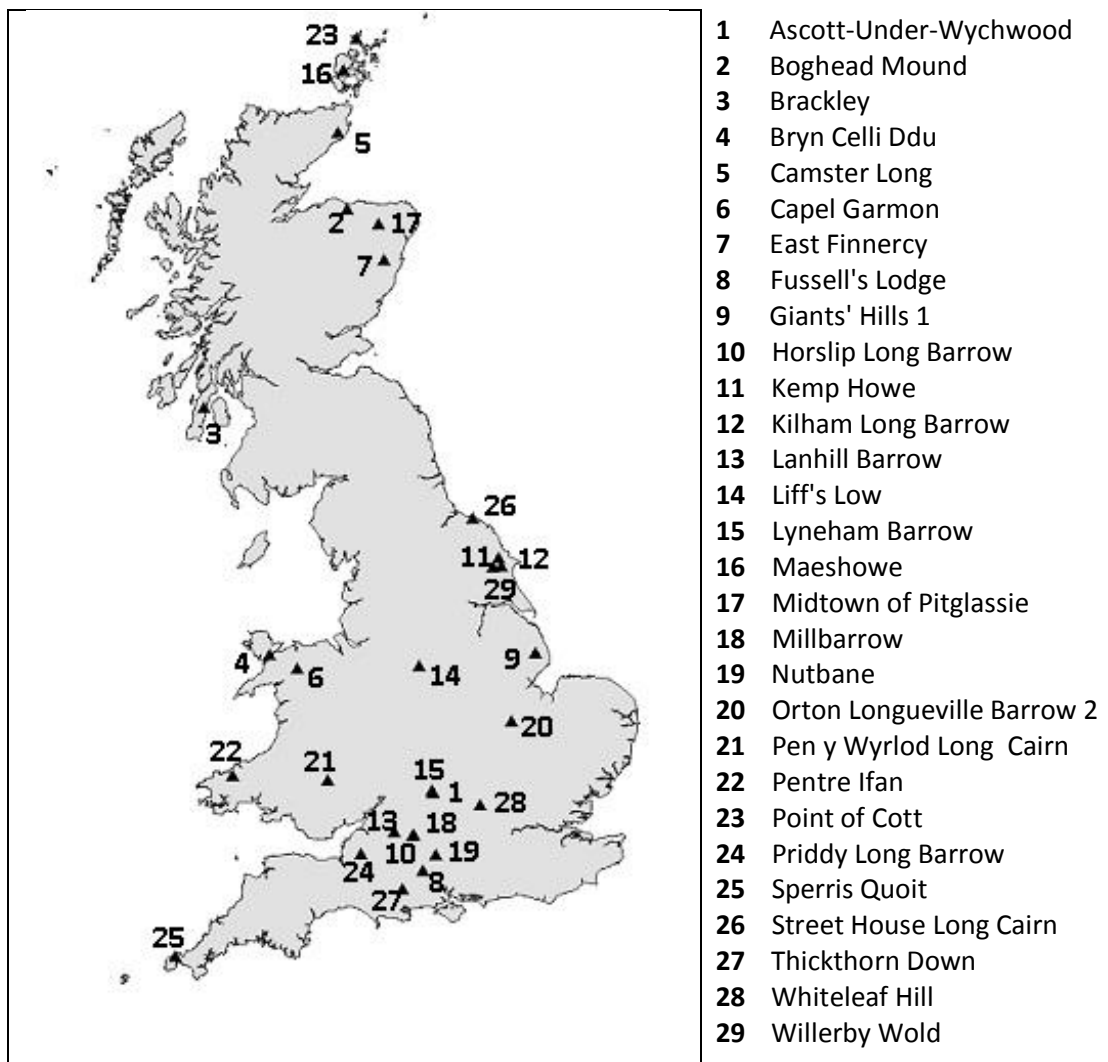 23
16
5
2
17
7
3
26
11
12
29
4
6
14
9
20
22
21
15
1
28
13
18
10
19
24
8
27
25
1 Ascott-Under-Wychwood
2 Boghead Mound
3 Brackley
4 Bryn Celli Ddu
5 Camster Long
6 Capel Garmon
7 East Finnercy
8 Fussell's Lodge
9 Giants' Hills 1
10 Horslip Long Barrow
11 Kemp Howe
12 Kilham Long Barrow
13 Lanhill Barrow
14 Liff's Low
15 Lyneham Barrow
16 Maeshowe
17 Midtown of Pitglassie
18 Millbarrow
19 Nutbane
20 Orton Longueville Barrow 2
21 Pen y Wyrlod Long Cairn
22 Pentre Ifan
23 Point of Cott
24 Priddy Long Barrow
25 Sperris Quoit
26 Street House Long Cairn
27 Thickthorn Down
28 Whiteleaf Hill
29 Willerby Wold